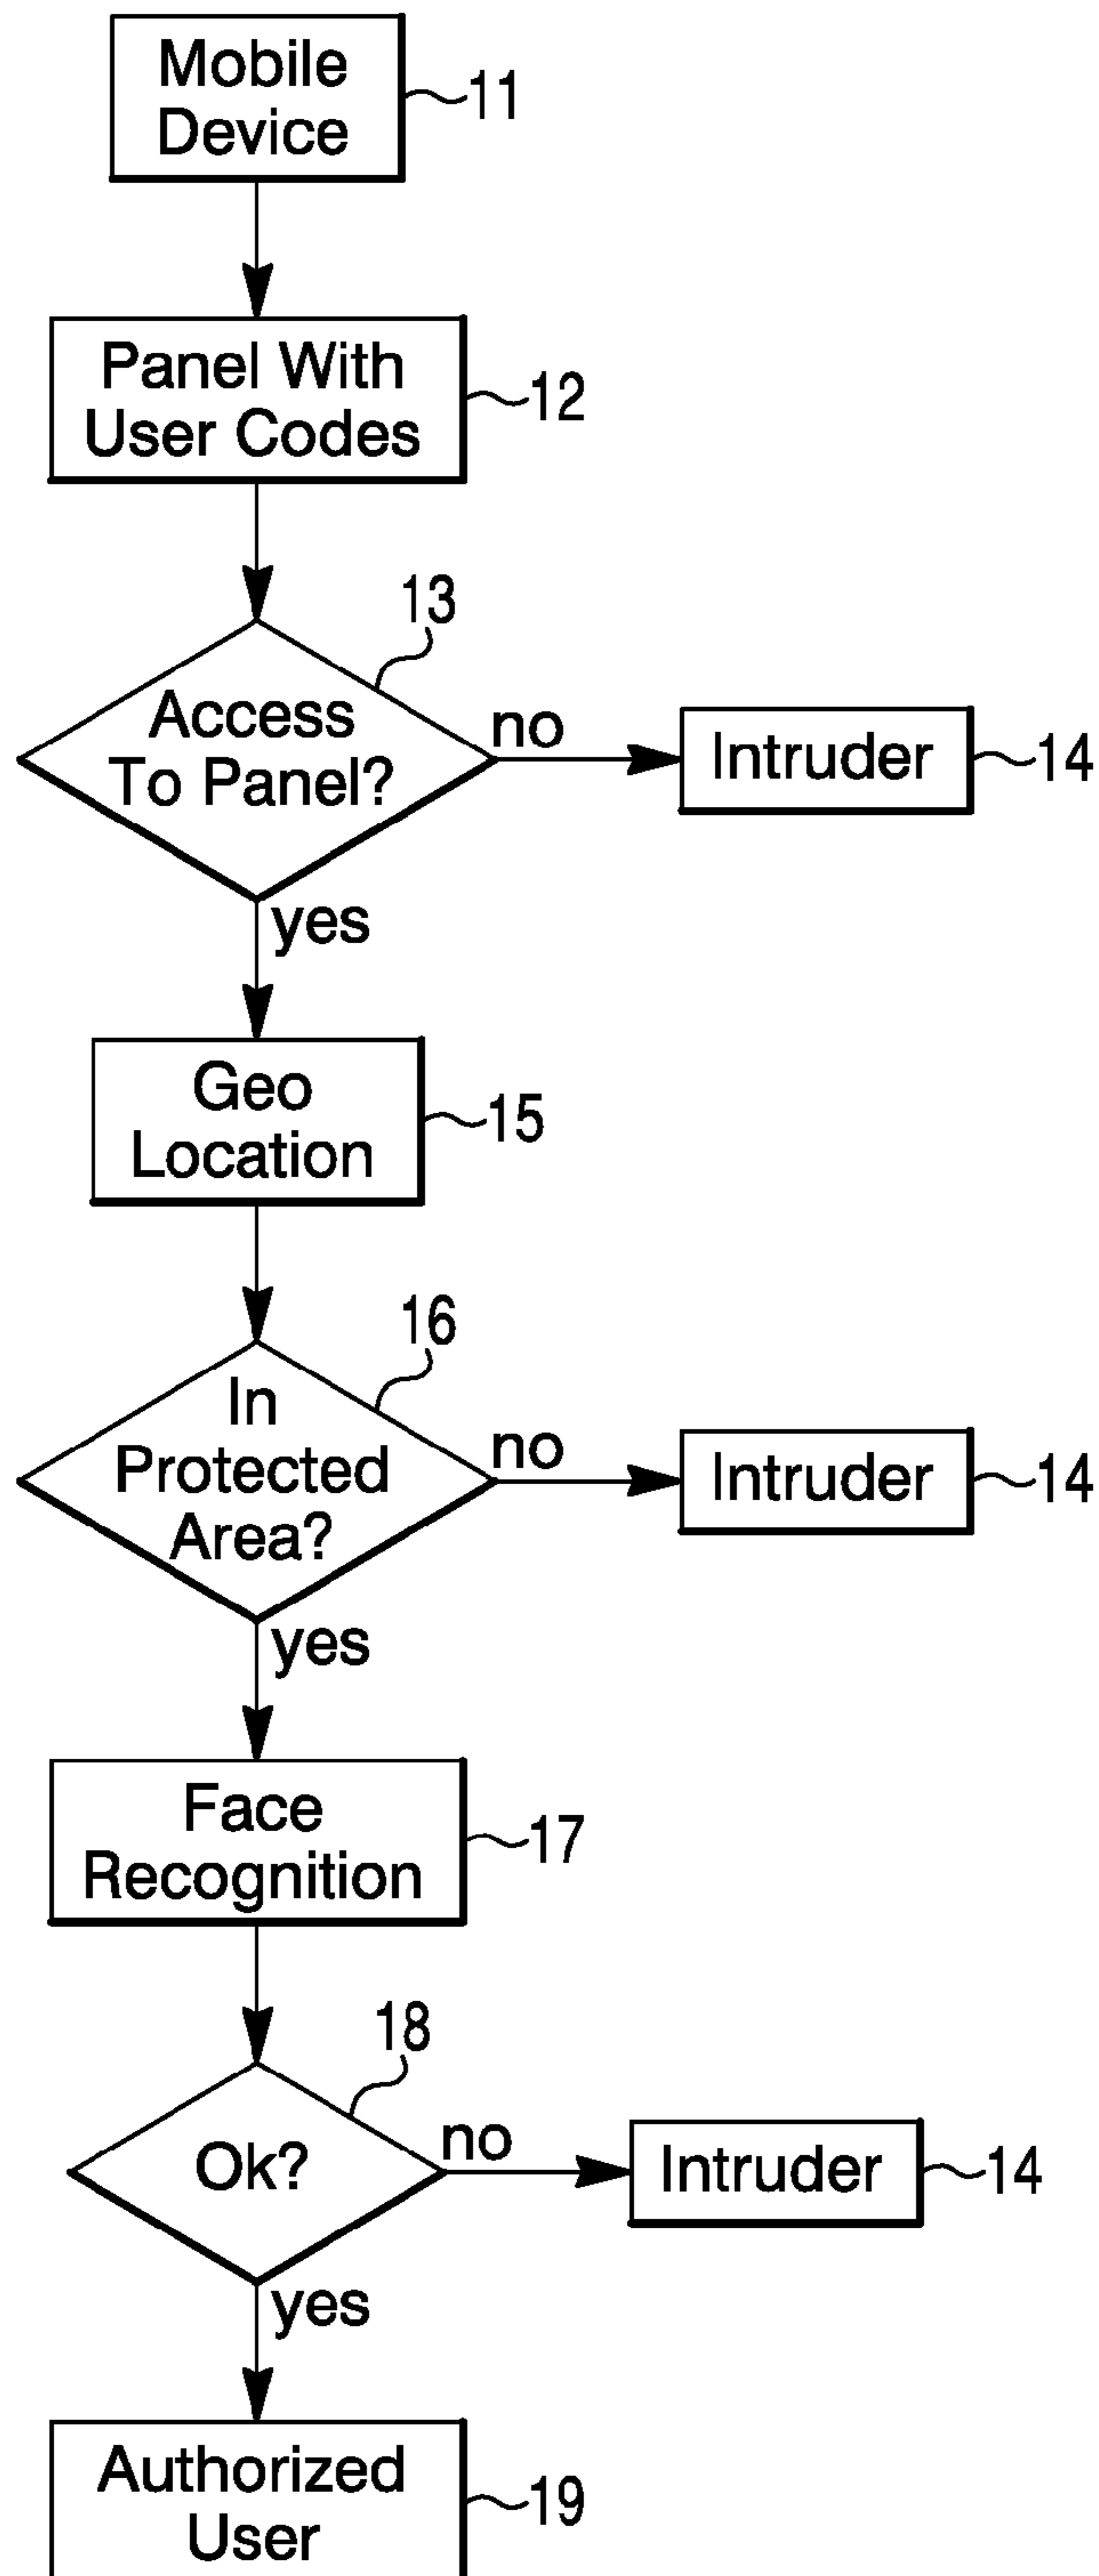 Mobile
Device
11
Panel With
User Codes
12
13
Access
To Panel?
no
Intruder
14
yes
Geo
Location
15
16
In
Protected
Area?
no
Intruder
14
yes
Face
Recognition
17
18
Ok?
no
Intruder
14
yes
Authorized
User
19